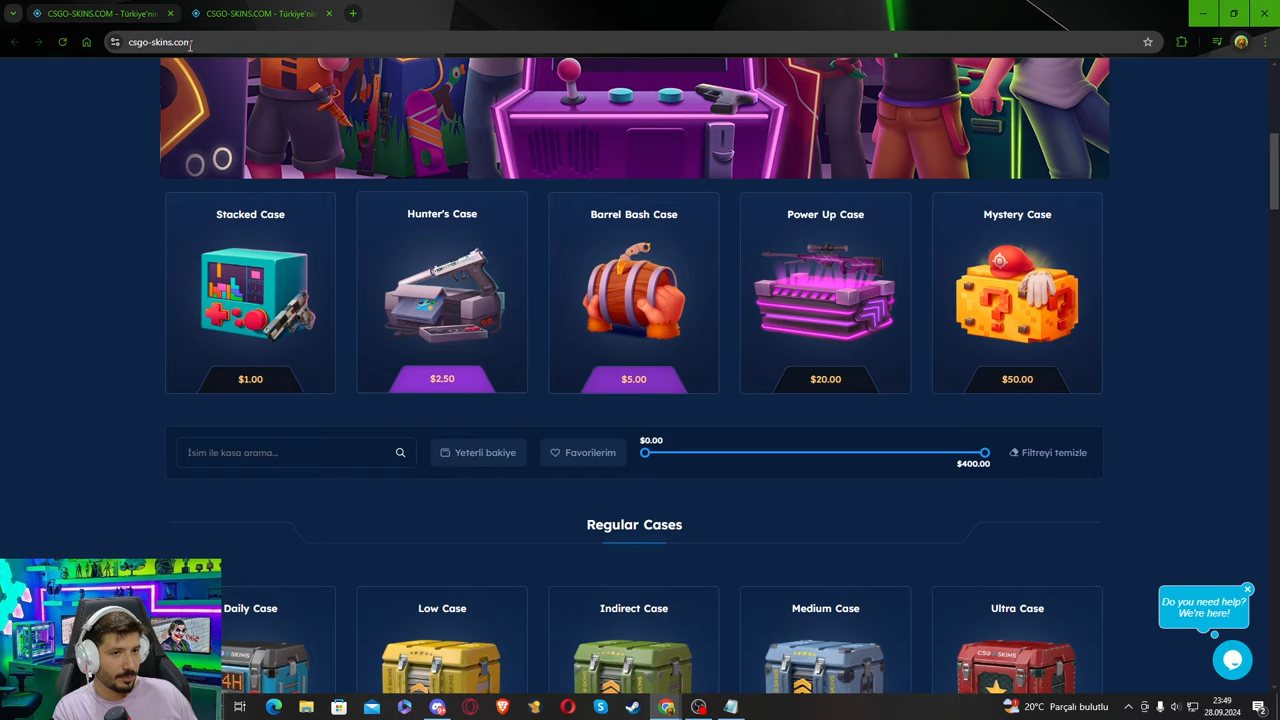 CSGO-SKINS.COM - Türkiye'nin
CSGO-SKINS.COM - Türkiye'nin
csgo-skins.com
Stacked Case
Hunter's Case
Barrel Bash Case
Power Up Case
Mystery Case
$1.00
$2.50
$5.00
$20.00
$50.00
İsim ile kasa arama...
Yeterli bakiye
Favorilerim
$0.00
$400.00
Filtreyi temizle
Regular Cases
Daily Case
Low Case
Indirect Case
Medium Case
Ultra Case
Do you need help?
We're here!
20°C Parçalı bulutlu
23:49
28.09.2024